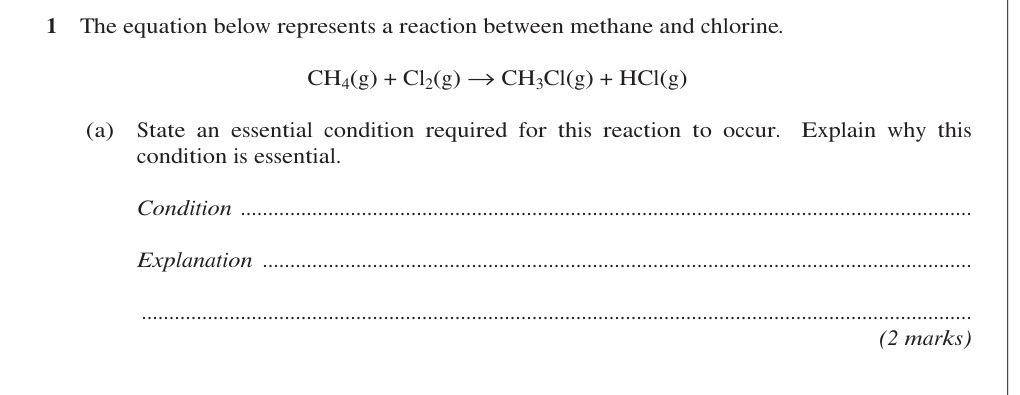 1 The equation below represents a reaction between methane and chlorine.
CH₄(g) + Cl₂(g) ⟶ CH₃Cl(g) + HCl(g)
(a) State an essential condition required for this reaction to occur. Explain why this
condition is essential.
Condition ........................................................................................................................
Explanation ....................................................................................................................
........................................................................................................................................
(2 marks)